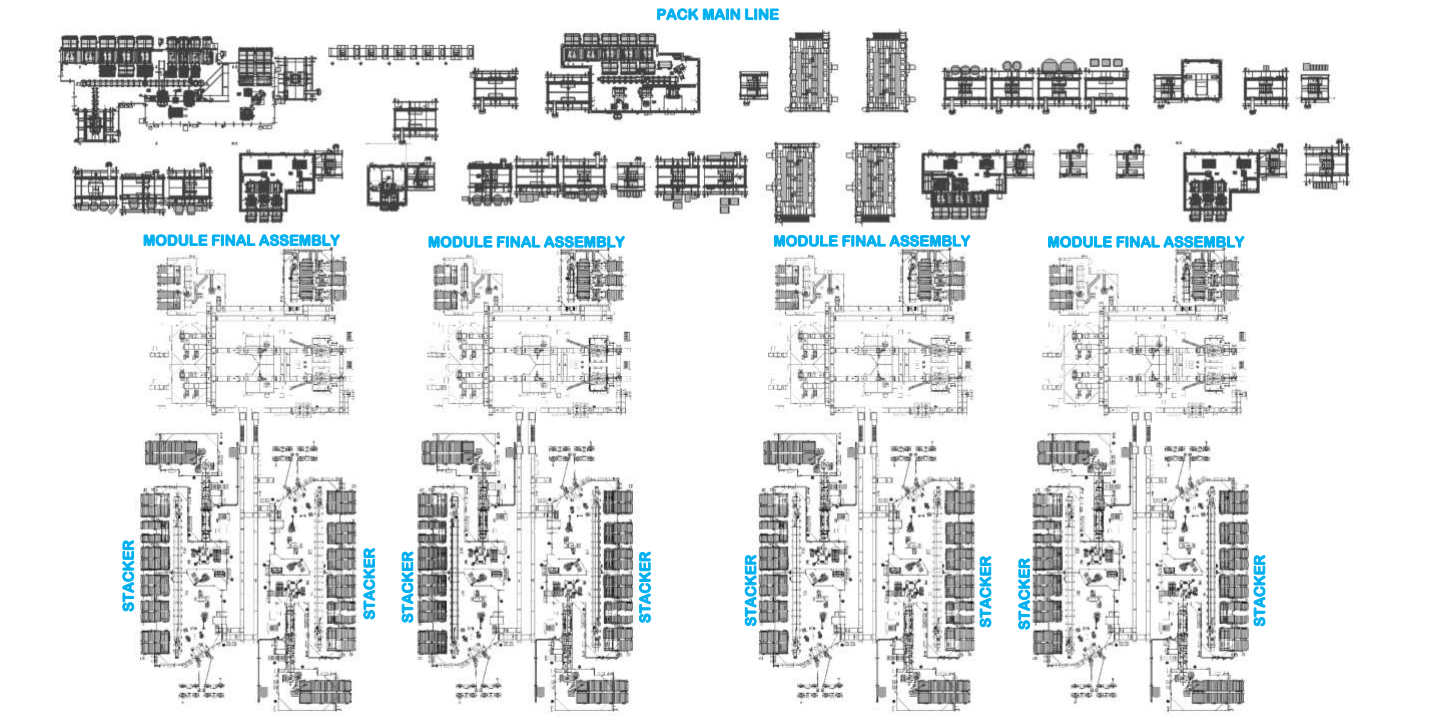 PACK MAIN LINE
MODULE FINAL ASSEMBLY
MODULE FINAL ASSEMBLY
MODULE FINAL ASSEMBLY
MODULE FINAL ASSEMBLY
STACKER
STACKER
STACKER
STACKER
STACKER
STACKER
STACKER
STACKER